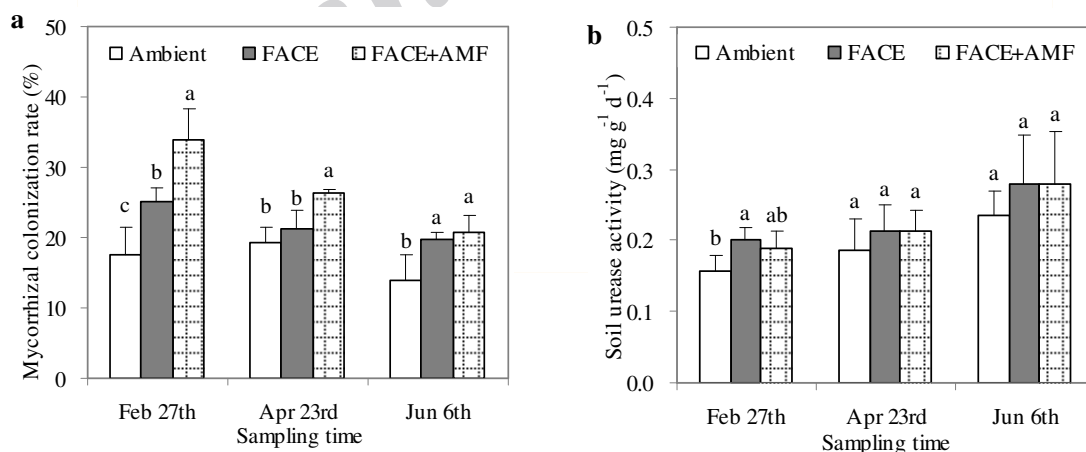 a
Mycorrhizal colonization rate (%)
50
40
30
20
10
0
Ambient FACE FACE+AMF
c b a
b b a
b a a
Feb 27th Apr 23rd Jun 6th
Sampling time
b
Soil urease activity (mg g-1 d-1)
0.5
0.4
0.3
0.2
0.1
0.0
Ambient FACE FACE+AMF
b a ab
a a a
a a a
Feb 27th Apr 23rd Jun 6th
Sampling time